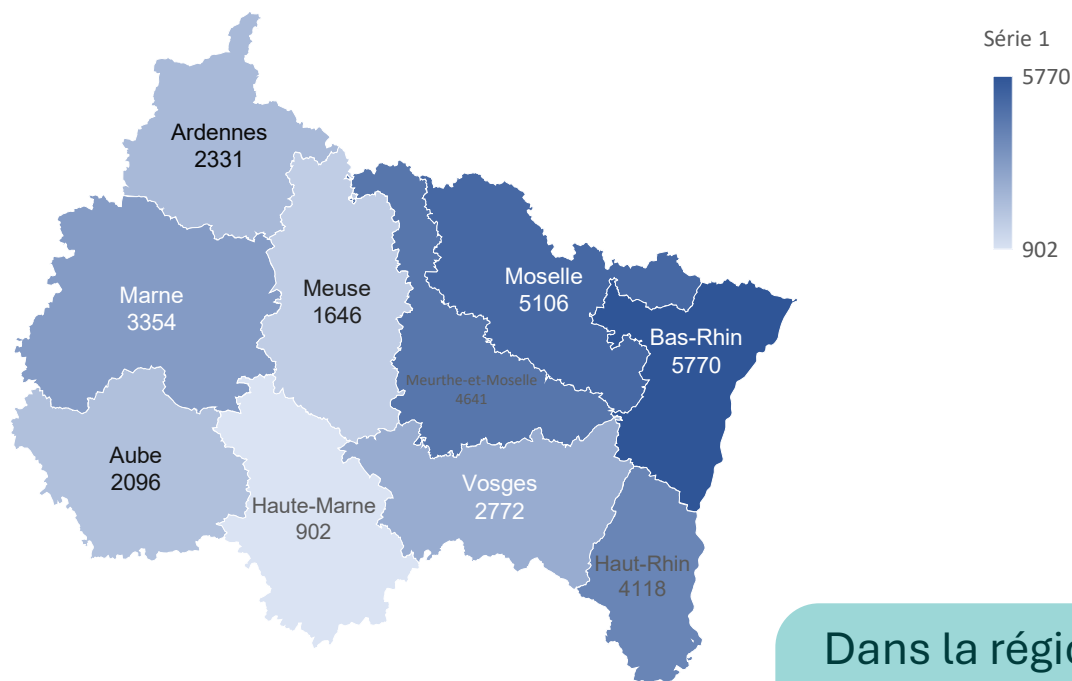 Série 1
5770
902
Ardennes
2331
Marne
3354
Meuse
1646
Moselle
5106
Bas-Rhin
5770
Meurthe-et-Moselle
4641
Aube
2096
Haute-Marne
902
Vosges
2772
Haut-Rhin
4118
Dans la régio